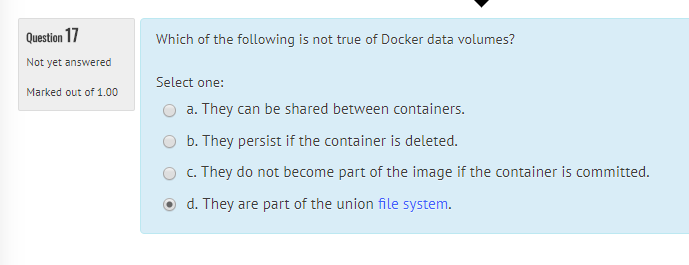 Question 17
Not yet answered
Marked out of 1.00
Which of the following is not true of Docker data volumes?
Select one:
a. They can be shared between containers.
b. They persist if the container is deleted.
c. They do not become part of the image if the container is committed.
d. They are part of the union file system.